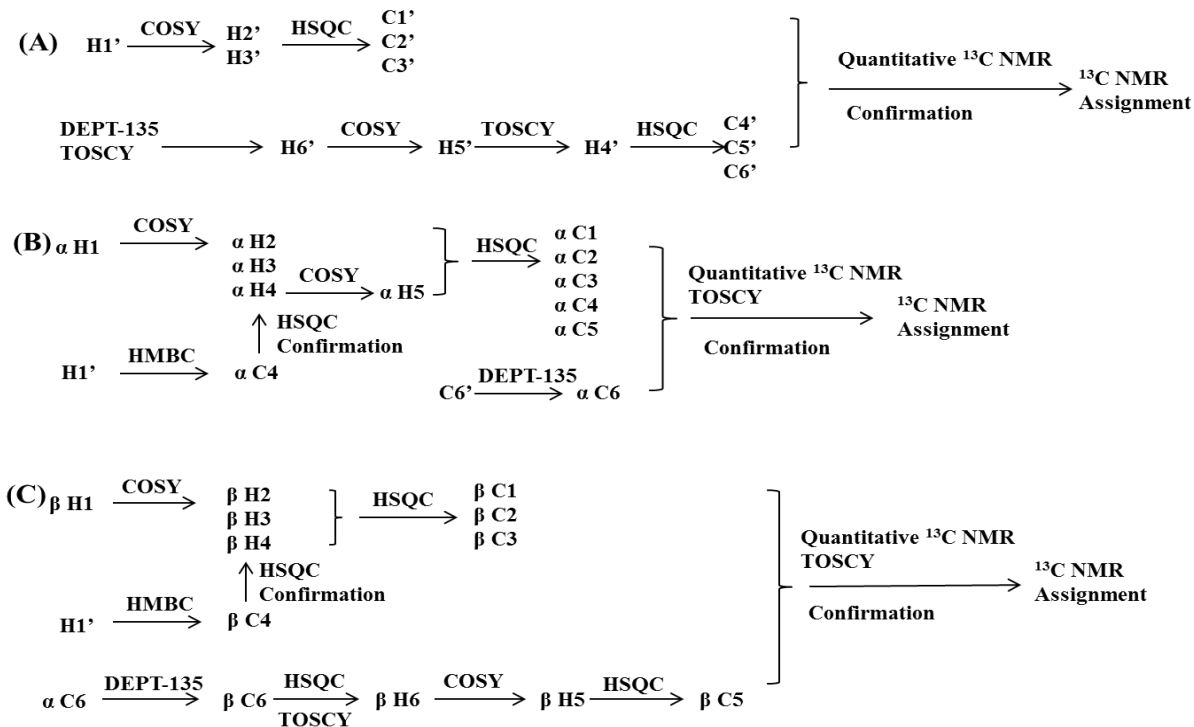 (A)
H1’
COSY
H2’
H3’
HSQC
C1’
C2’
C3’
DEPT-135
TOSCY
H6’
COSY
H5’
TOSCY
H4’
HSQC
C4’
C5’
C6’
Quantitative ¹³C NMR
Confirmation
¹³C NMR
Assignment
(B)
α H1
COSY
α H2
α H3
α H4
COSY
α H5
HSQC
α C1
α C2
α C3
α C4
α C5
HSQC
Confirmation
H1’
HMBC
α C4
C6’
DEPT-135
α C6
Quantitative ¹³C NMR
TOSCY
Confirmation
¹³C NMR
Assignment
(C)
β H1
COSY
β H2
β H3
β H4
HSQC
β C1
β C2
β C3
HSQC
Confirmation
H1’
HMBC
β C4
α C6
DEPT-135
β C6
HSQC
TOSCY
β H6
COSY
β H5
HSQC
β C5
Quantitative ¹³C NMR
TOSCY
Confirmation
¹³C NMR
Assignment